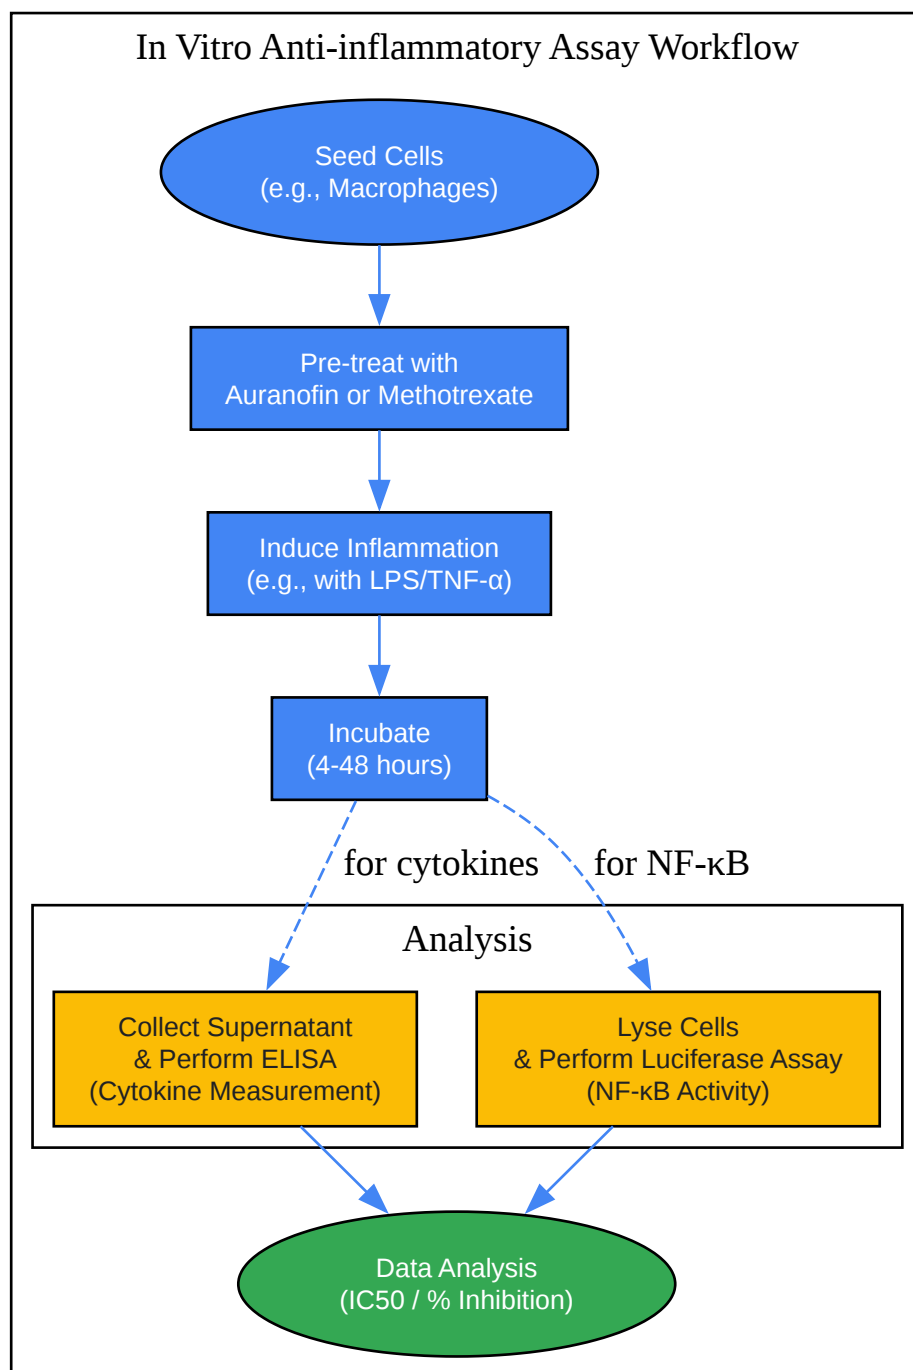 In Vitro Anti-inflammatory Assay Workflow
Seed Cells
(e.g., Macrophages)
Pre-treat with
Auranofin or Methotrexate
Induce Inflammation
(e.g., with LPS/TNF-α)
Incubate
(4-48 hours)
for cytokines
for NF-κB
Analysis
Collect Supernatant
& Perform ELISA
(Cytokine Measurement)
Lyse Cells
& Perform Luciferase Assay
(NF-κB Activity)
Data Analysis
(IC50 / % Inhibition)